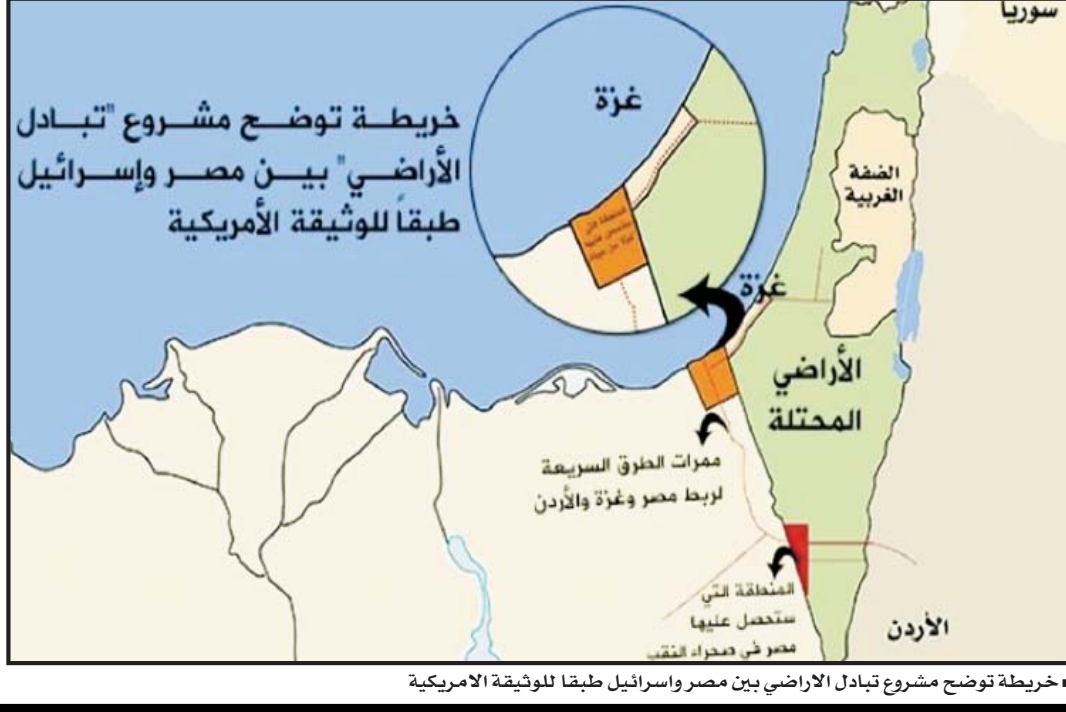 سوريا
غزة
خريطة توضح مشروع "تبادل
الأراضي" بين مصر وإسرائيل
طبقاً للوثيقة الأمريكية
الضفة
الغربية
غزة
الأراضي
المحتلة
ممرات الطرق السريعة
لربط مصر وغزة والأردن
المنطقة التي
ستحصل عليها
مصر في صحراء النقب
الأردن
خريطة توضح مشروع تبادل الاراضي بين مصر واسرائيل طبقا للوثيقة الامريكية